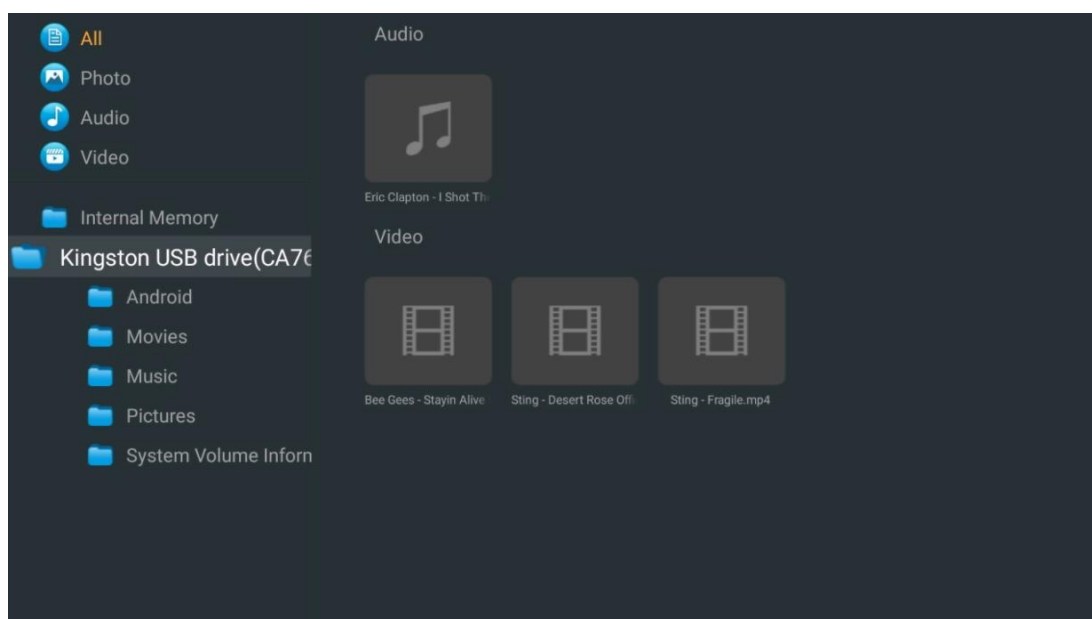 All
Photo
Audio
Video
Internal Memory
Kingston USB drive(CA76
Android
Movies
Music
Pictures
System Volume Inforn
Audio
Eric Clapton - I Shot Th
Video
Bee Gees - Stayin Alive
Sting - Desert Rose Offi
Sting - Fragile.mp4